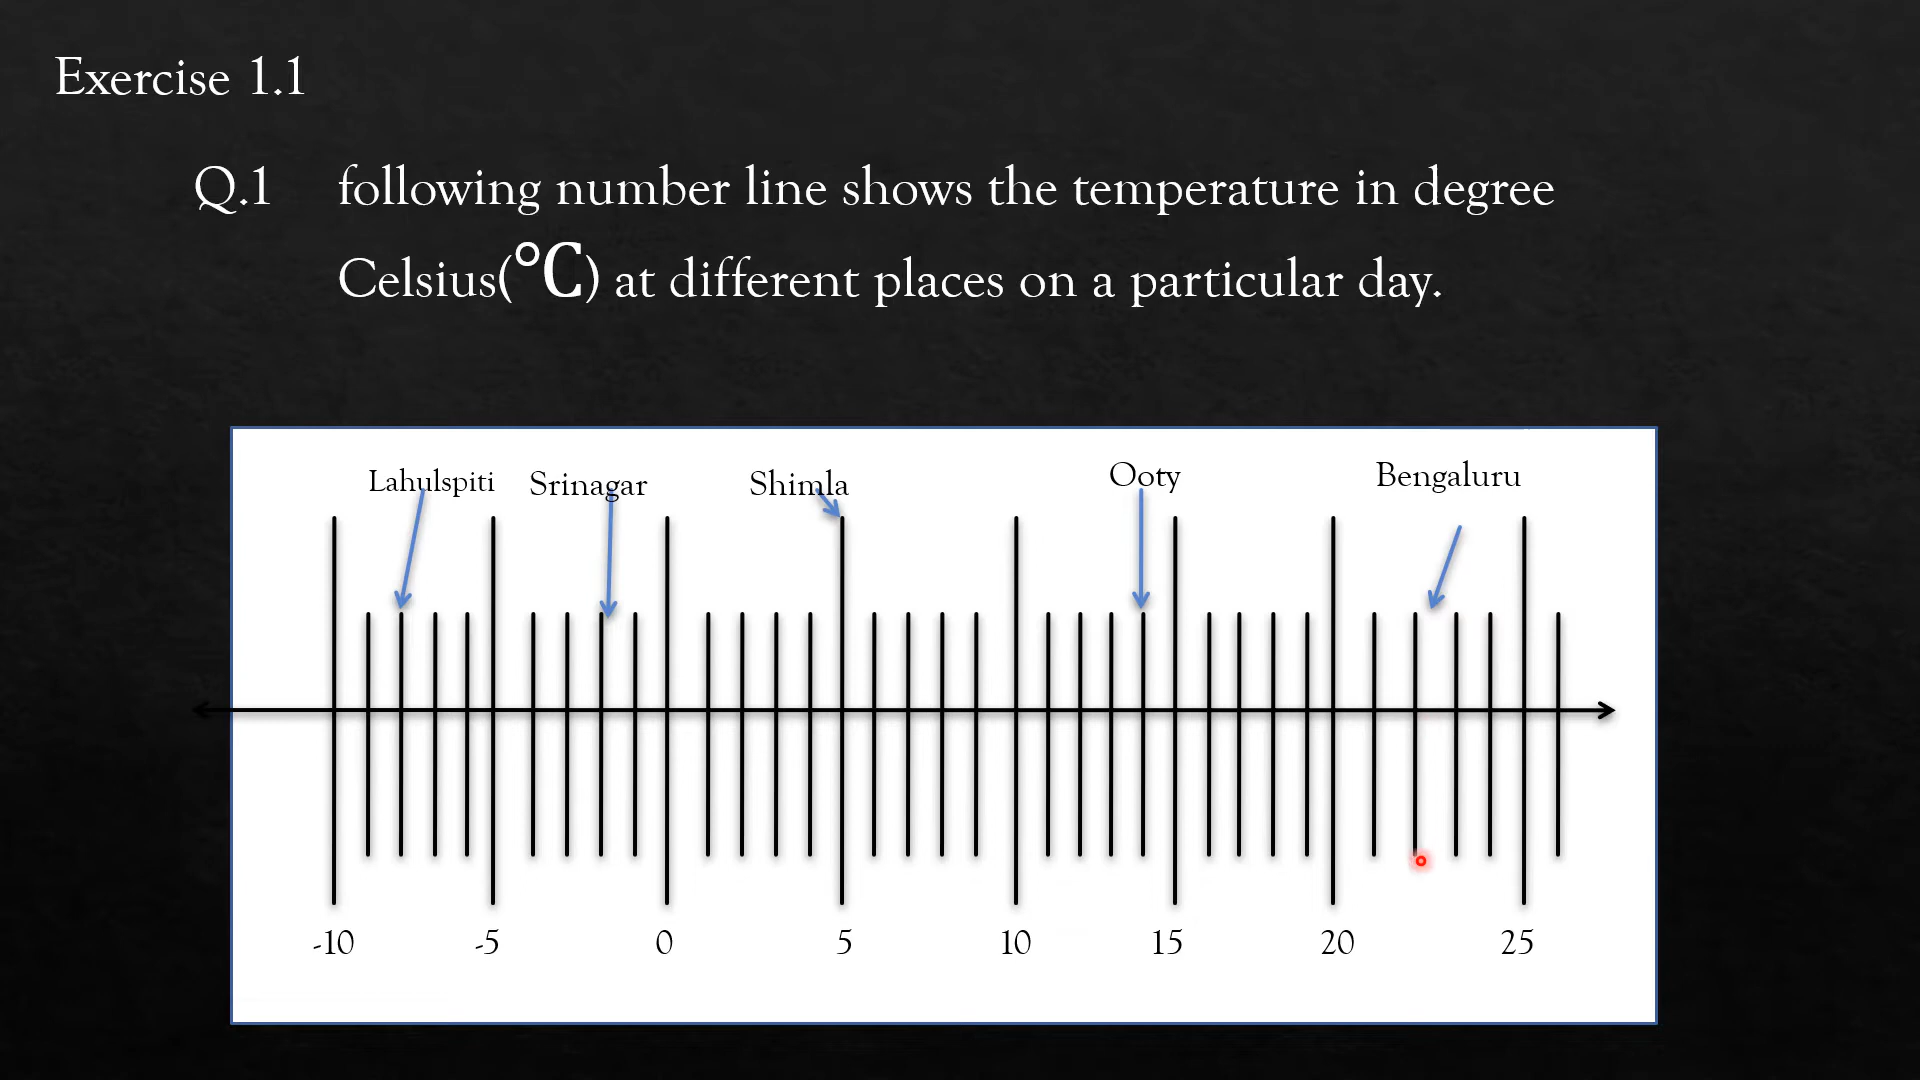 Exercise 1.1
Q.1 following number line shows the temperature in degree
Celsius(℃) at different places on a particular day.
Lahulspiti Srinagar Shimla Ooty Bengaluru
-10 -5 0 5 10 15 20 25